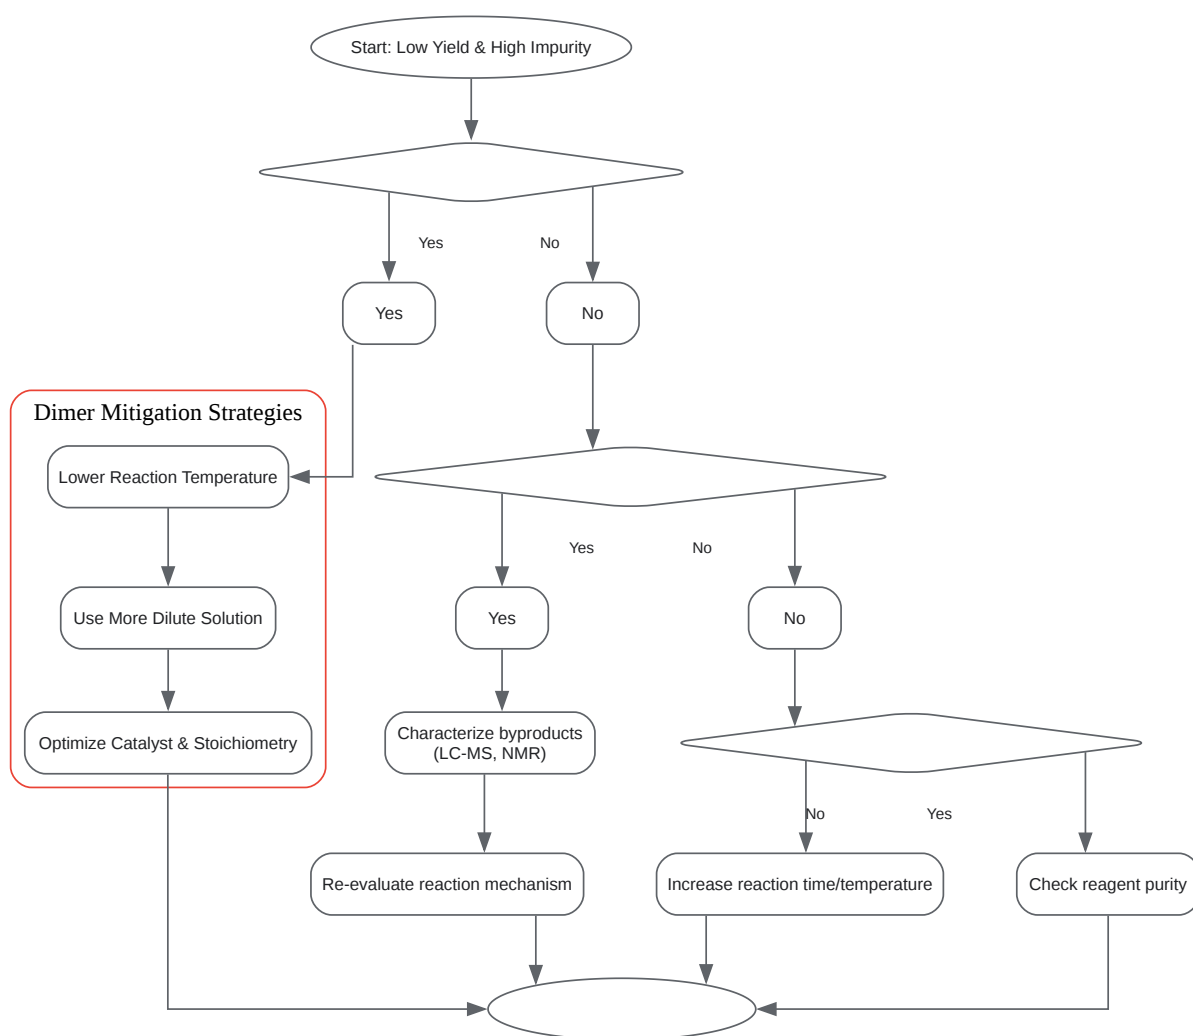 Start: Low Yield & High Impurity
Yes
No
Yes
No
Dimer Mitigation Strategies
Lower Reaction Temperature
Yes
No
Use More Dilute Solution
Yes
No
Optimize Catalyst & Stoichiometry
Characterize byproducts
(LC-MS, NMR)
No
Yes
Re-evaluate reaction mechanism
Increase reaction time/temperature
Check reagent purity